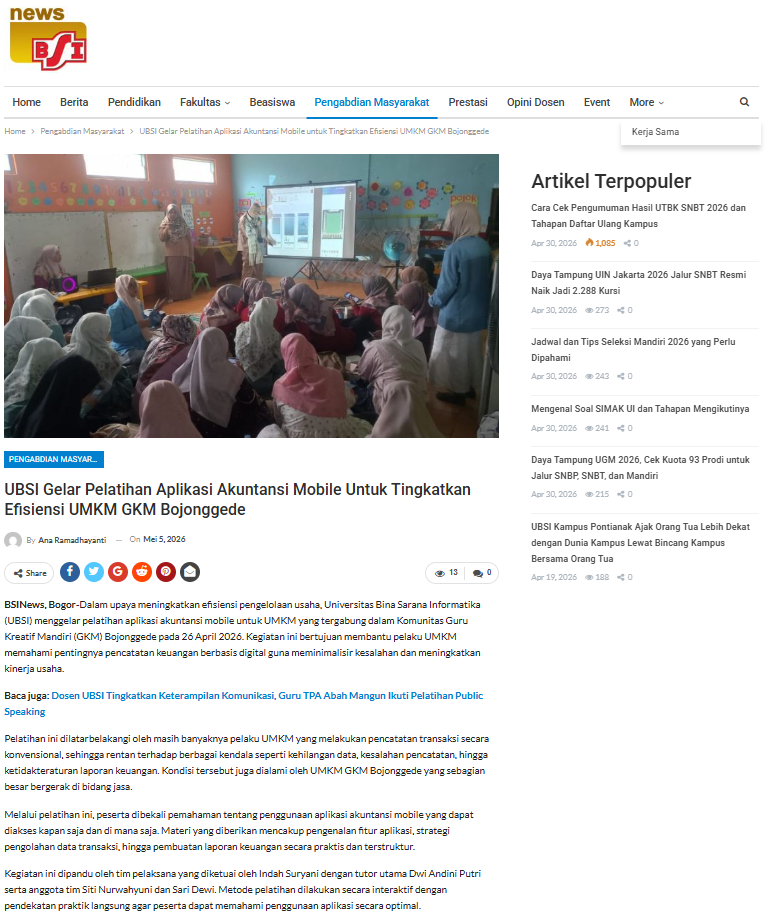 news
BSI
Home Berita Pendidikan Fakultas Beasiswa Pengabdian Masyarakat Prestasi Opini Dosen Event More
Home > Pengabdian Masyarakat > UBSI Gelar Pelatihan Aplikasi Akuntansi Mobile untuk Tingkatkan Efisiensi UMKM GKM Bojonggede
Kerja Sama
PENGABDIAN MASYAR...
UBSI Gelar Pelatihan Aplikasi Akuntansi Mobile Untuk Tingkatkan
Efisiensi UMKM GKM Bojonggede
By Ana Ramadhayanti — On Mei 5, 2026
Share
13 0
BSINews, Bogor-Dalam upaya meningkatkan efisiensi pengelolaan usaha, Universitas Bina Sarana Informatika
(UBSI) menggelar pelatihan aplikasi akuntansi mobile untuk UMKM yang tergabung dalam Komunitas Guru
Kreatif Mandiri (GKM) Bojonggede pada 26 April 2026. Kegiatan ini bertujuan membantu pelaku UMKM
memahami pentingnya pencatatan keuangan berbasis digital guna meminimalisir kesalahan dan meningkatkan
kinerja usaha.
Baca juga: Dosen UBSI Tingkatkan Keterampilan Komunikasi, Guru TPA Abah Mangun Ikuti Pelatihan Public
Speaking
Pelatihan ini dilatarbelakangi oleh masih banyaknya pelaku UMKM yang melakukan pencatatan transaksi secara
konvensional, sehingga rentan terhadap berbagai kendala seperti kehilangan data, kesalahan pencatatan, hingga
ketidakteraturan laporan keuangan. Kondisi tersebut juga dialami oleh UMKM GKM Bojonggede yang sebagian
besar bergerak di bidang jasa.
Melalui pelatihan ini, peserta dibekali pemahaman tentang penggunaan aplikasi akuntansi mobile yang dapat
diakses kapan saja dan di mana saja. Materi yang diberikan mencakup pengenalan fitur aplikasi, strategi
pengolahan data transaksi, hingga pembuatan laporan keuangan secara praktis dan terstruktur.
Kegiatan ini dipandu oleh tim pelaksana yang diketuai oleh Indah Suryani dengan tutor utama Dwi Andini Putri
serta anggota tim Siti Nurwahyuni dan Sari Dewi. Metode pelatihan dilakukan secara interaktif dengan
pendekatan praktik langsung agar peserta dapat memahami penggunaan aplikasi secara optimal.
Artikel Terpopuler
Cara Cek Pengumuman Hasil UTBK SNBT 2026 dan
Tahapan Daftar Ulang Kampus
Apr 30, 2026 1,085 0
Daya Tampung UIN Jakarta 2026 Jalur SNBT Resmi
Naik Jadi 2.288 Kursi
Apr 30, 2026 273 0
Jadwal dan Tips Seleksi Mandiri 2026 yang Perlu
Dipahami
Apr 30, 2026 243 0
Mengenal Soal SIMAK UI dan Tahapan Mengikutinya
Apr 30, 2026 241 0
Daya Tampung UGM 2026, Cek Kuota 93 Prodi untuk
Jalur SNBP, SNBT, dan Mandiri
Apr 30, 2026 215 0
UBSI Kampus Pontianak Ajak Orang Tua Lebih Dekat
dengan Dunia Kampus Lewat Bincang Kampus
Bersama Orang Tua
Apr 19, 2026 188 0